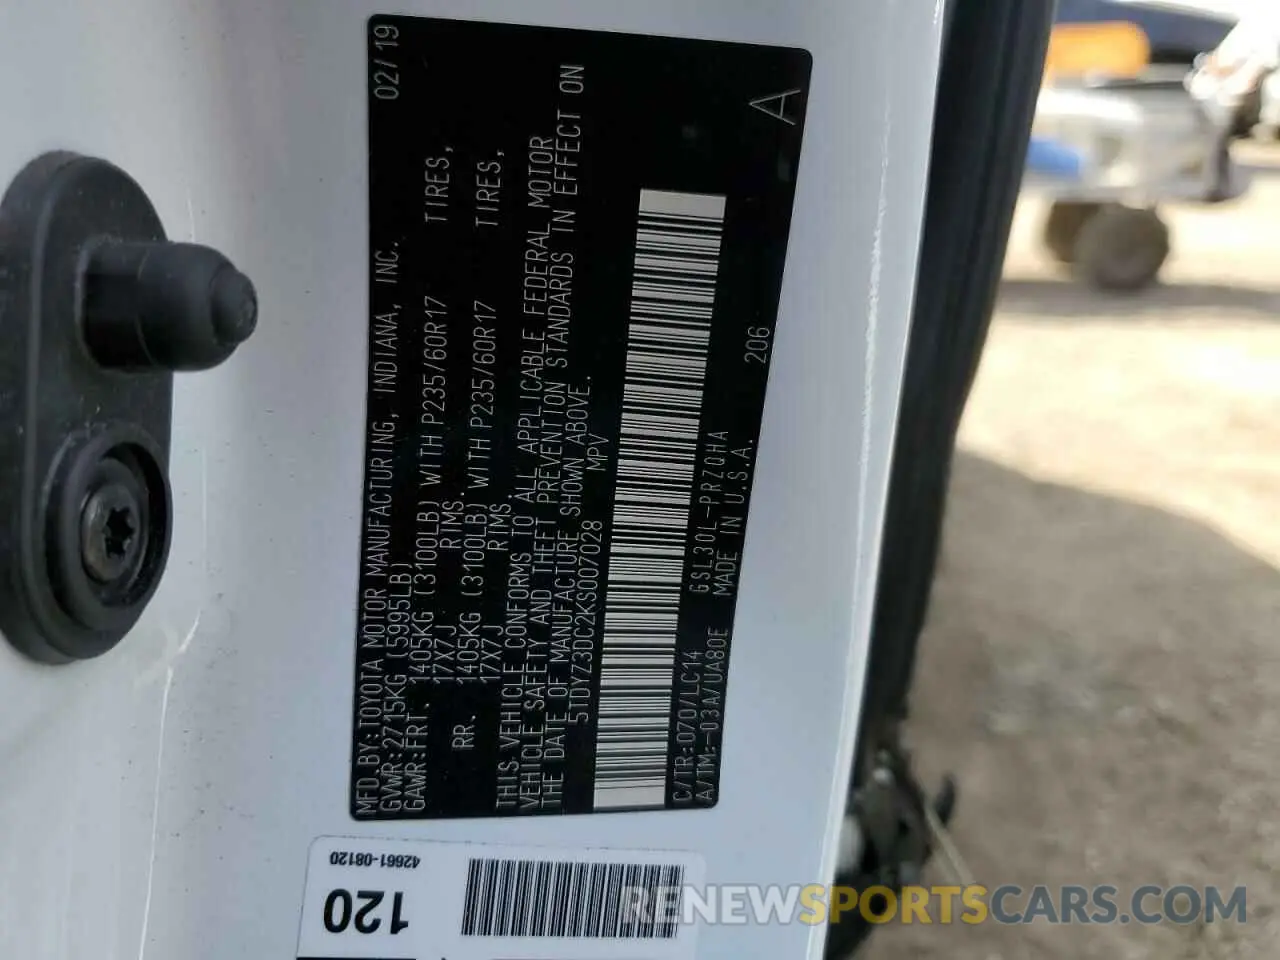 MFD.BY:TOYOTA MOTOR MANUFACTURING, INDIANA, INC. 02/19
GVWR:2715KG (5995LB)
GAWR:FRT. 1405KG (3100LB) WITH P235/60R17 TIRES,
17X7J RIMS.
RR. 1405KG (3100LB) WITH P235/60R17 TIRES,
17X7J RIMS.
THIS VEHICLE CONFORMS TO ALL APPLICABLE FEDERAL MOTOR
VEHICLE SAFETY AND THEFT PREVENTION STANDARDS IN EFFECT ON
THE DATE OF MANUFACTURE SHOWN ABOVE.
5TDYZ3DC2KS007028 MPV
C/TR:070/LC14 GSL30L-PRZQHA 206 A
A/TM:-03A/UA80E MADE IN U.S.A.
42661-08120
120
RENEWSPORTSCARS.COM